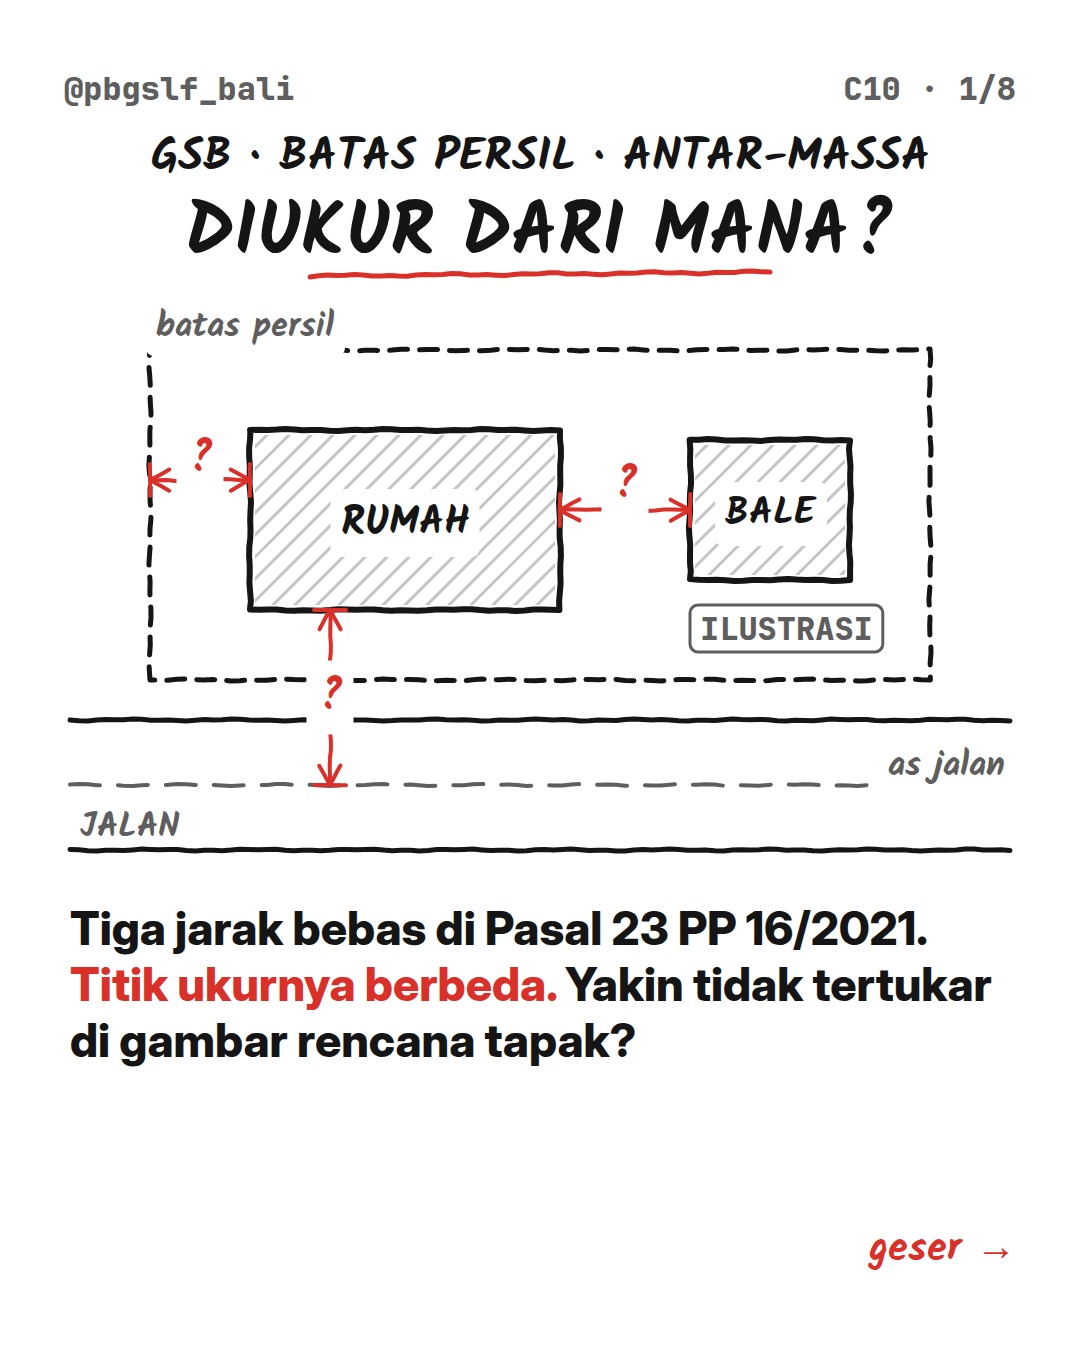 @pbgslf_bali
C10 · 1/8
GSB · BATAS PERSIL · ANTAR-MASSA
DIUKUR DARI MANA?
batas persil
?
?
RUMAH
BALE
ILUSTRASI
?
as jalan
JALAN
Tiga jarak bebas di Pasal 23 PP 16/2021.
Titik ukurnya berbeda. Yakin tidak tertukar
di gambar rencana tapak?
geser →